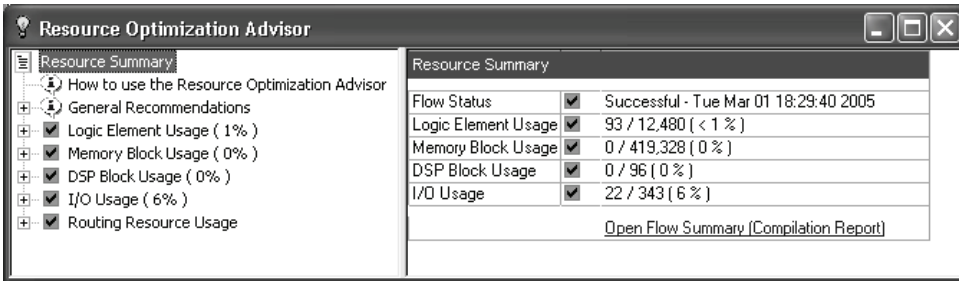 Resource Optimization Advisor
Resource Summary
How to use the Resource Optimization Advisor
General Recommendations
Logic Element Usage ( 1% )
Memory Block Usage ( 0% )
DSP Block Usage ( 0% )
I/O Usage ( 6% )
Routing Resource Usage
Resource Summary
Flow Status Successful - Tue Mar 01 18:29:40 2005
Logic Element Usage 93 / 12,480 ( < 1 % )
Memory Block Usage 0 / 419,328 ( 0 % )
DSP Block Usage 0 / 96 ( 0 % )
I/O Usage 22 / 343 ( 6 % )
Open Flow Summary (Compilation Report)